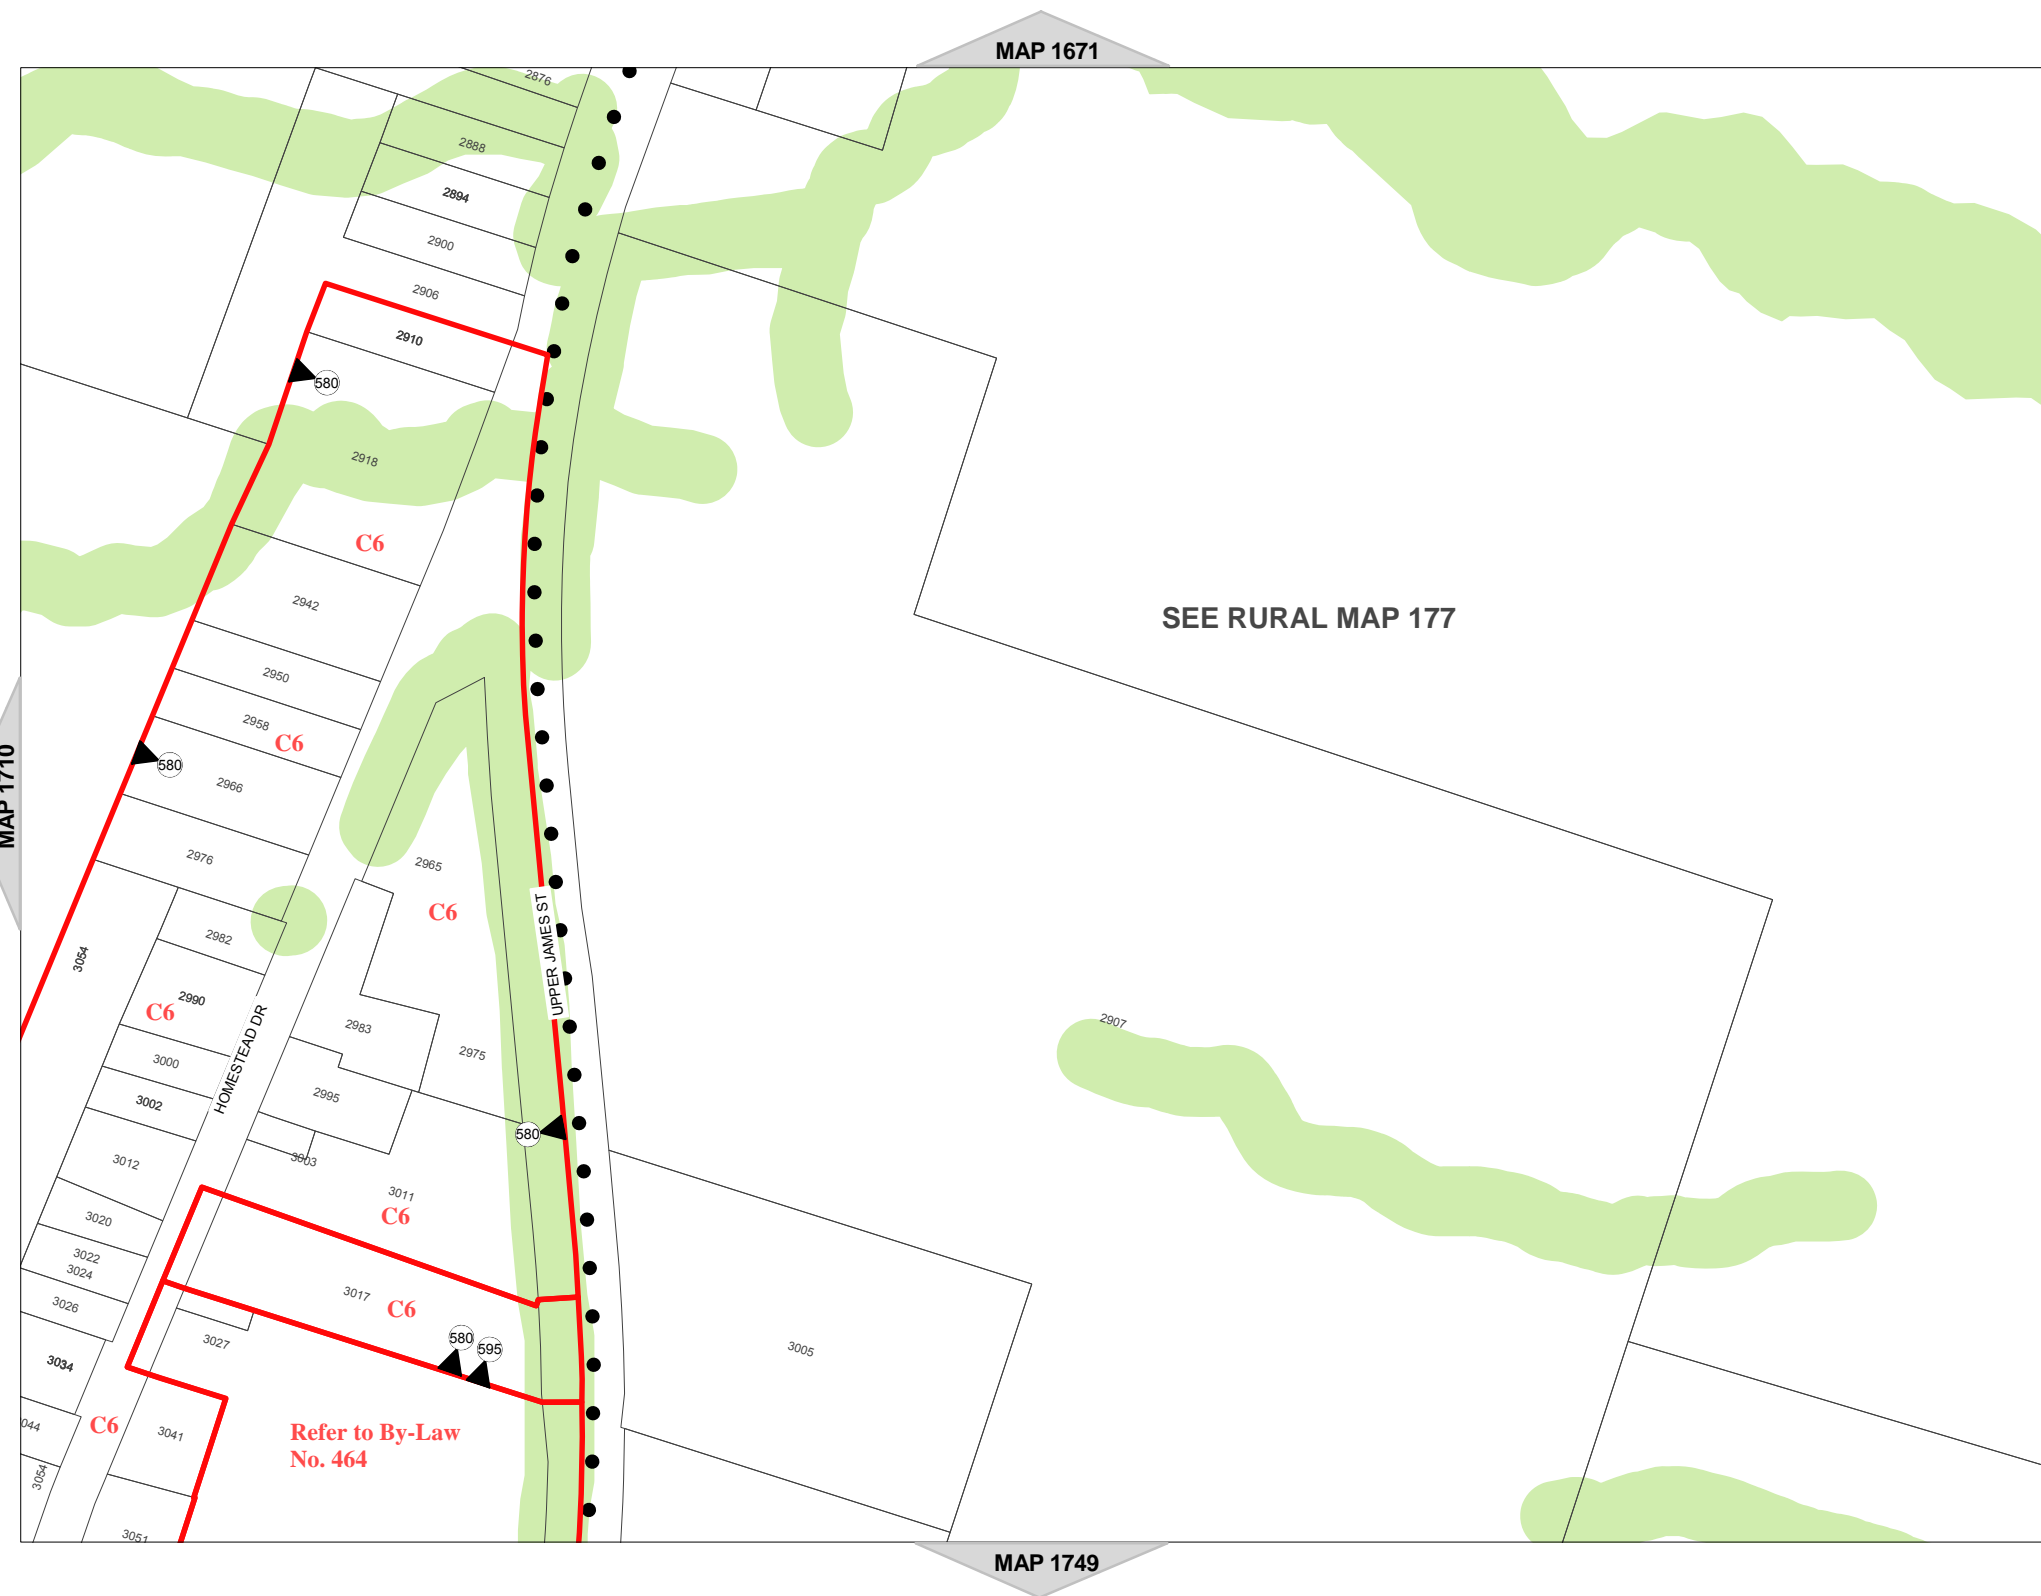 MAP 1671
2876
2888
2894
2900
2906
2910
580
2918
C6
2942
SEE RURAL MAP 177
2950
2958
C6
580
2966
MAP 1710
2976
2965
C6
UPPER JAMES ST
2982
3054
2990
C6
HOMESTEAD DR
2983
2975
2907
3000
2995
3002
580
3012
3003
3011
C6
3020
3022
3024
3017
C6
3026
3027
580
595
3005
3034
C6
044
3041
Refer to By-Law
No. 464
3054
3051
MAP 1749